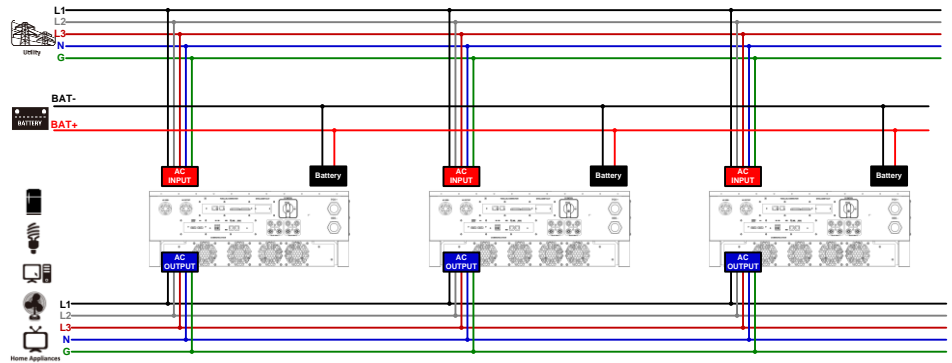 L1
L2
L3
N
G
Utility
BAT-
BAT+
BATTERY
AC
INPUT
Battery
AC
INPUT
Battery
AC
INPUT
Battery
AC
OUTPUT
AC
OUTPUT
AC
OUTPUT
L1
L2
L3
N
G
Home Appliances